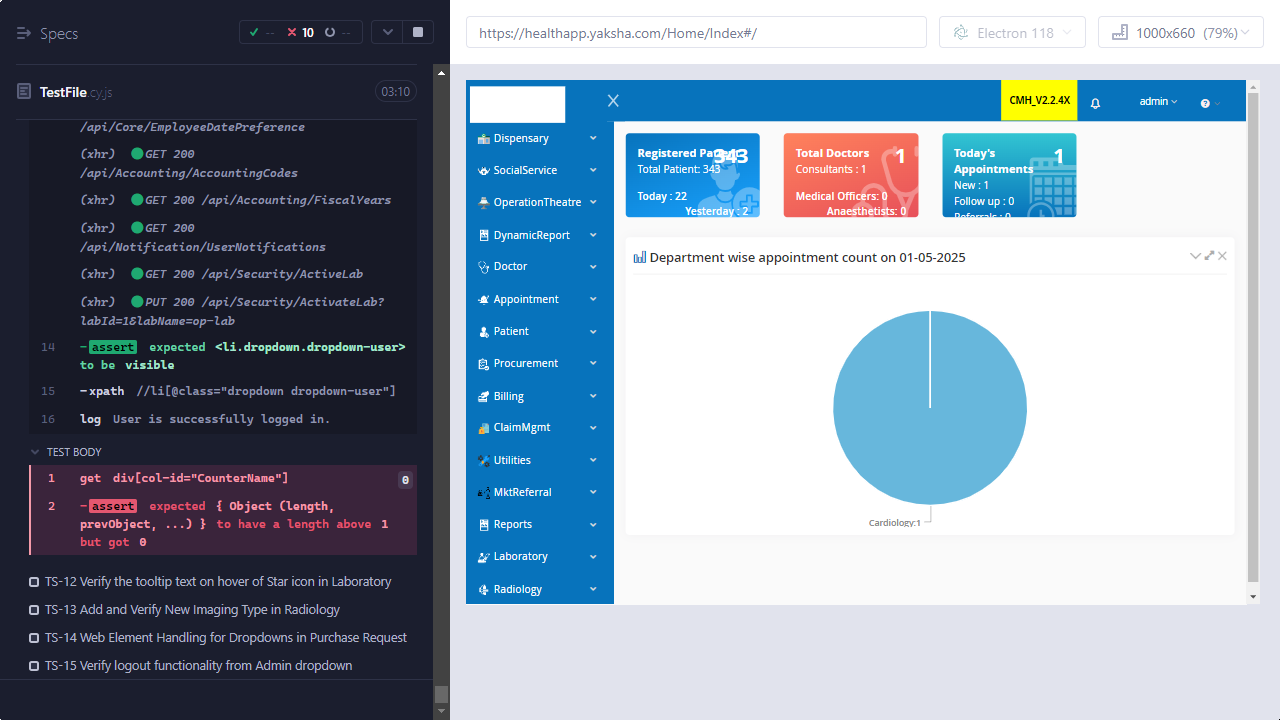 Specs
-- 10 --
https://healthapp.yaksha.com/Home/Index#/
Electron 118
1000x660 (79%)
TestFile.cy.js
03:10
/api/Core/EmployeeDatePreference
(xhr) GET 200
/api/Accounting/AccountingCodes
(xhr) GET 200 /api/Accounting/FiscalYears
(xhr) GET 200
/api/Notification/UserNotifications
(xhr) GET 200 /api/Security/ActiveLab
(xhr) PUT 200 /api/Security/ActivateLab?
labId=1&labName=op-lab
14 -assert expected <li.dropdown.dropdown-user>
to be visible
15 -xpath //li[@class="dropdown dropdown-user"]
16 log User is successfully logged in.
TEST BODY
1 get div[col-id="CounterName"] 0
2 -assert expected { Object (length,
prevObject, ...) } to have a length above 1
but got 0
TS-12 Verify the tooltip text on hover of Star icon in Laboratory
TS-13 Add and Verify New Imaging Type in Radiology
TS-14 Web Element Handling for Dropdowns in Purchase Request
TS-15 Verify logout functionality from Admin dropdown
CMH_V2.2.4X
admin
Dispensary
SocialService
OperationTheatre
DynamicReport
Doctor
Appointment
Patient
Procurement
Billing
ClaimMgmt
Utilities
MktReferral
Reports
Laboratory
Radiology
Registered Patient 343
Total Patient: 343
Today : 22
Yesterday : 2
Total Doctors 1
Consultants : 1
Medical Officers: 0
Anaesthetists: 0
Today's 1
Appointments
New : 1
Follow up : 0
Referrals : 0
Department wise appointment count on 01-05-2025
Cardiology:1